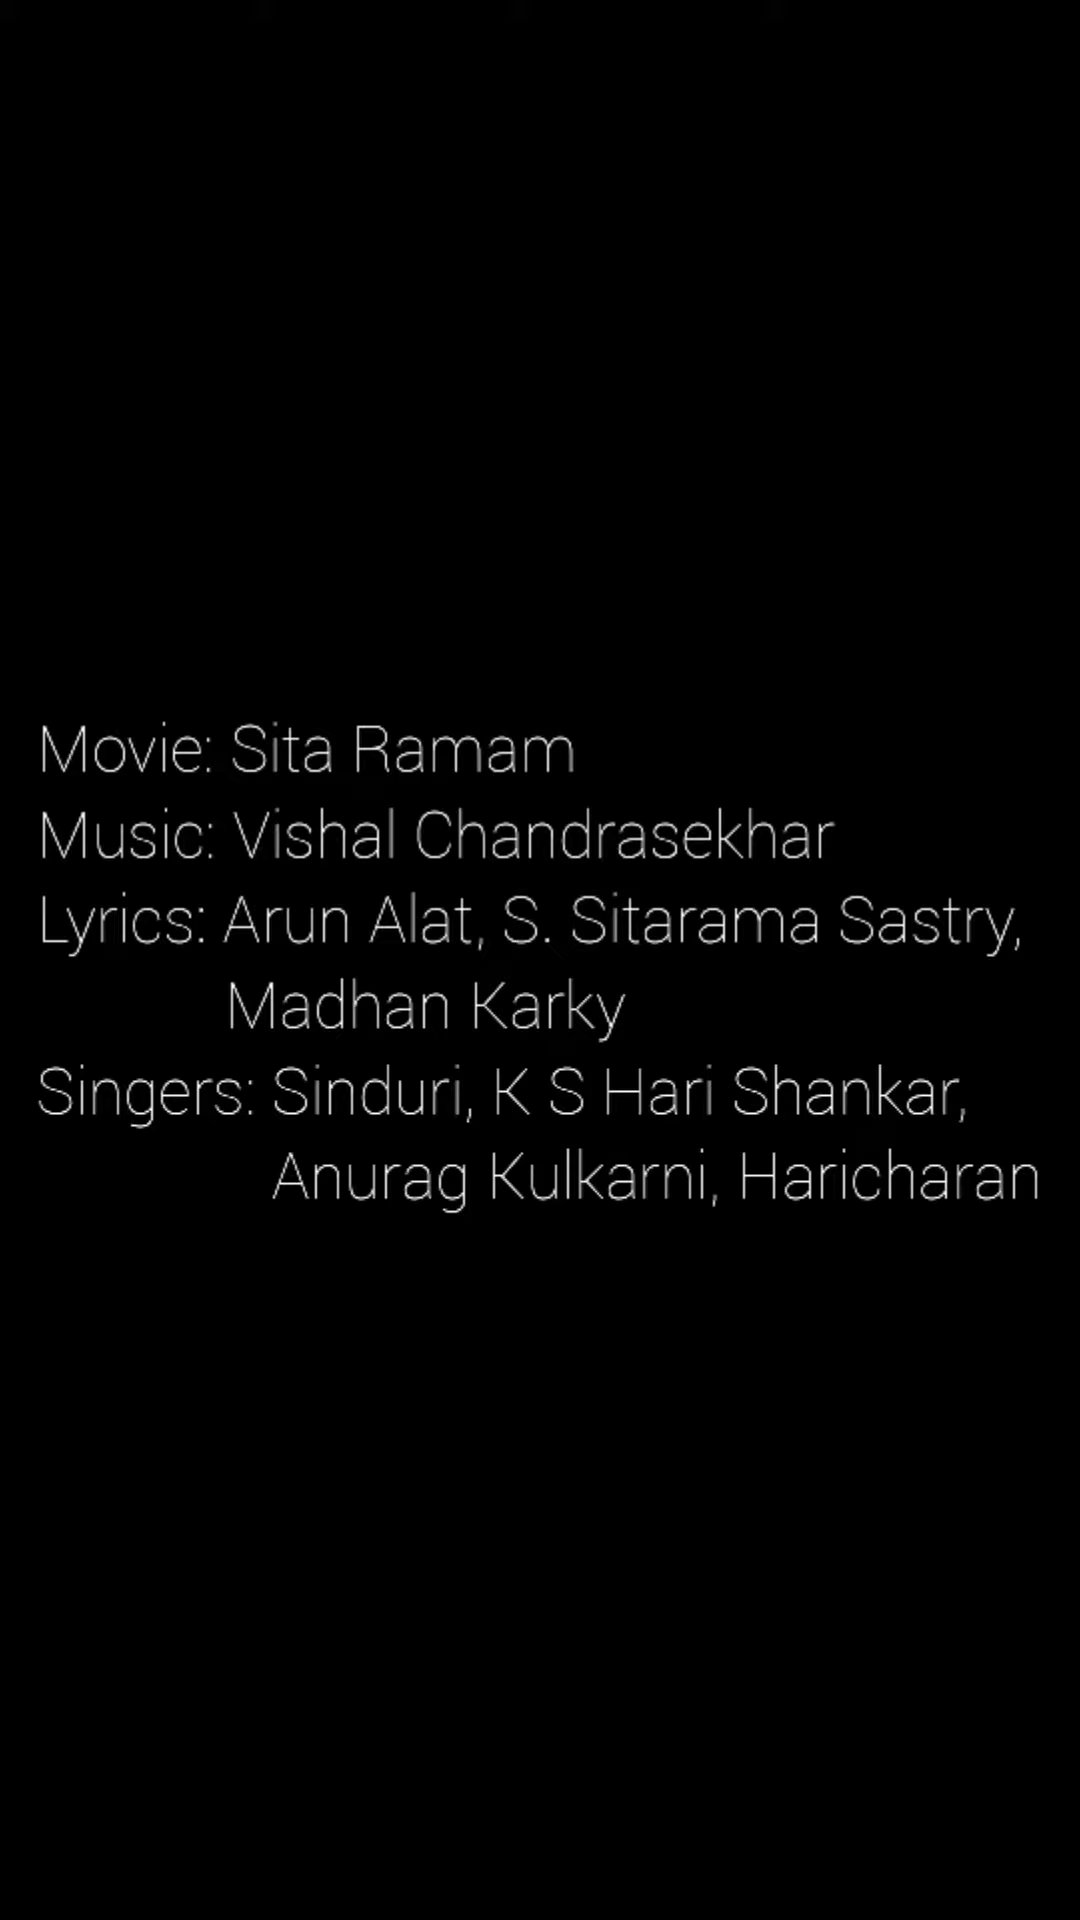 Movie: Sita Ramam
Music: Vishal Chandrasekhar
Lyrics: Arun Alat, S. Sitarama Sastry,
Madhan Karky
Singers: Sinduri, K S Hari Shankar,
Anurag Kulkarni, Haricharan